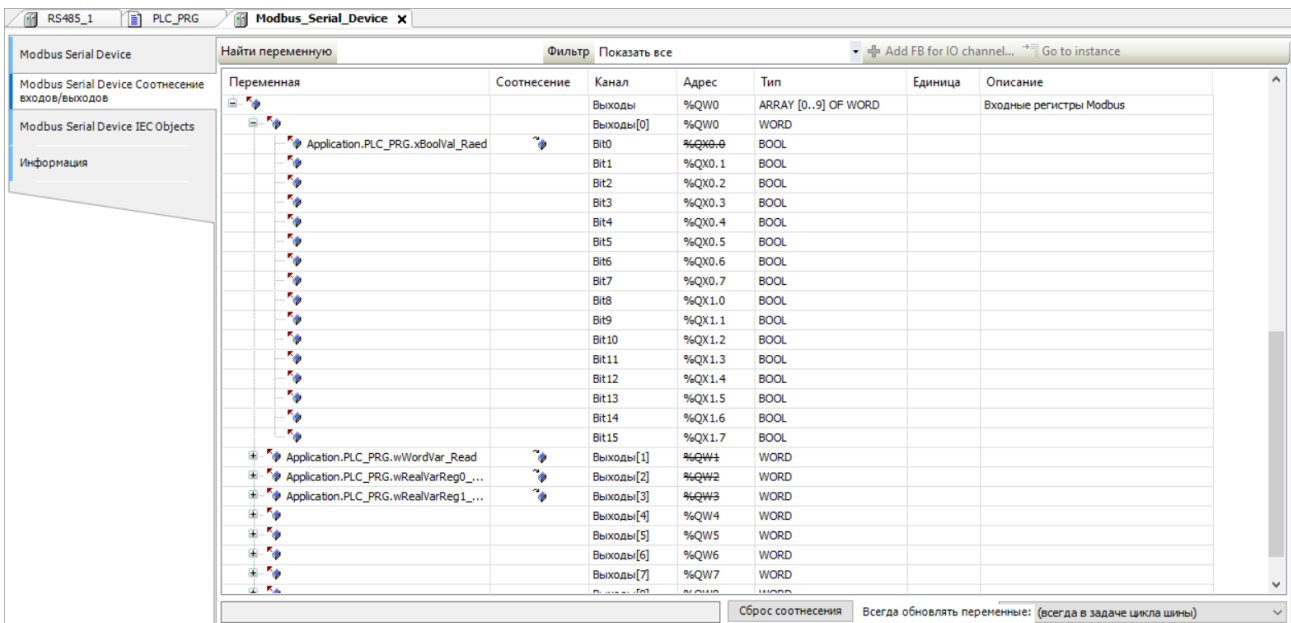 RS485_1 PLC_PRG Modbus_Serial_Device
Modbus Serial Device
Modbus Serial Device Соотнесение
входов/выходов
Modbus Serial Device IEC Objects
Информация
Найти переменную Фильтр Показать все Add FB for IO channel... Go to instance
Переменная Соотнесение Канал Адрес Тип Единица Описание
Выходы %QW0 ARRAY [0..9] OF WORD Входные регистры Modbus
Выходы[0] %QW0 WORD
Application.PLC_PRG.xBoolVal_Raed Bit0 %QX0.0 BOOL
Bit1 %QX0.1 BOOL
Bit2 %QX0.2 BOOL
Bit3 %QX0.3 BOOL
Bit4 %QX0.4 BOOL
Bit5 %QX0.5 BOOL
Bit6 %QX0.6 BOOL
Bit7 %QX0.7 BOOL
Bit8 %QX1.0 BOOL
Bit9 %QX1.1 BOOL
Bit10 %QX1.2 BOOL
Bit11 %QX1.3 BOOL
Bit12 %QX1.4 BOOL
Bit13 %QX1.5 BOOL
Bit14 %QX1.6 BOOL
Bit15 %QX1.7 BOOL
Application.PLC_PRG.wWordVar_Read Выходы[1] %QW1 WORD
Application.PLC_PRG.wRealVarReg0_... Выходы[2] %QW2 WORD
Application.PLC_PRG.wRealVarReg1_... Выходы[3] %QW3 WORD
Выходы[4] %QW4 WORD
Выходы[5] %QW5 WORD
Выходы[6] %QW6 WORD
Выходы[7] %QW7 WORD
Сброс соотнесения Всегда обновлять переменные: (всегда в задаче цикла шины)